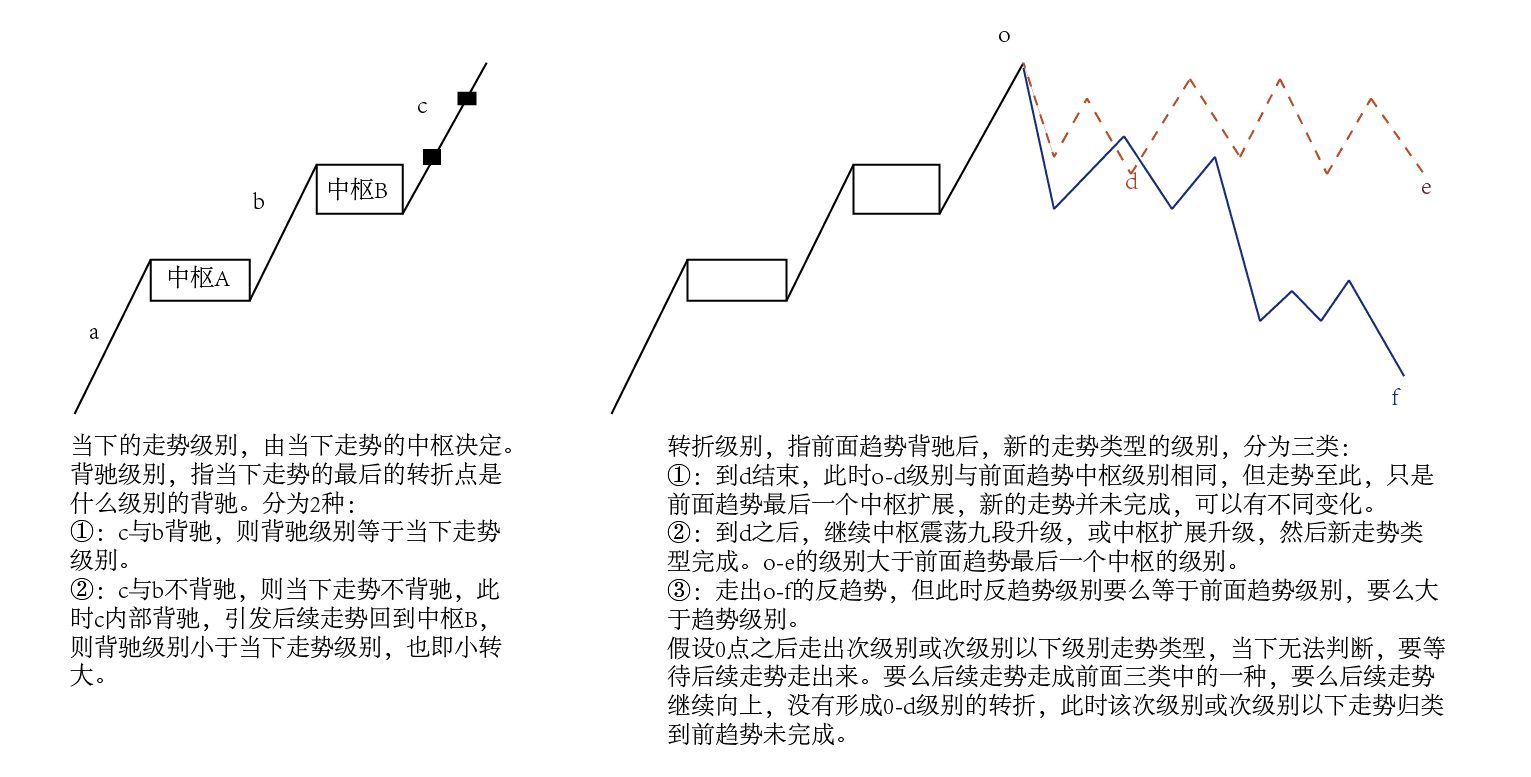 o
c
中枢B
b
d
e
中枢A
a
f
当下的走势级别，由当下走势的中枢决定。
背驰级别，指当下走势的最后的转折点是
什么级别的背驰。分为2种：
①：c与b背驰，则背驰级别等于当下走势
级别。
②：c与b不背驰，则当下走势不背驰，此
时c内部背驰，引发后续走势回到中枢B，
则背驰级别小于当下走势级别，也即小转
大。
转折级别，指前面趋势背驰后，新的走势类型的级别，分为三类：
①：到d结束，此时o-d级别与前面趋势中枢级别相同，但走势至此，只是
前面趋势最后一个中枢扩展，新的走势并未完成，可以有不同变化。
②：到d之后，继续中枢震荡九段升级，或中枢扩展升级，然后新走势类
型完成。o-e的级别大于前面趋势最后一个中枢的级别。
③：走出o-f的反趋势，但此时反趋势级别要么等于前面趋势级别，要么大
于趋势级别。
假设0点之后走出次级别或次级别以下级别走势类型，当下无法判断，要等
待后续走势走出来。要么后续走势走成前面三类中的一种，要么后续走势
继续向上，没有形成0-d级别的转折，此时该次级别或次级别以下走势归类
到前趋势未完成。